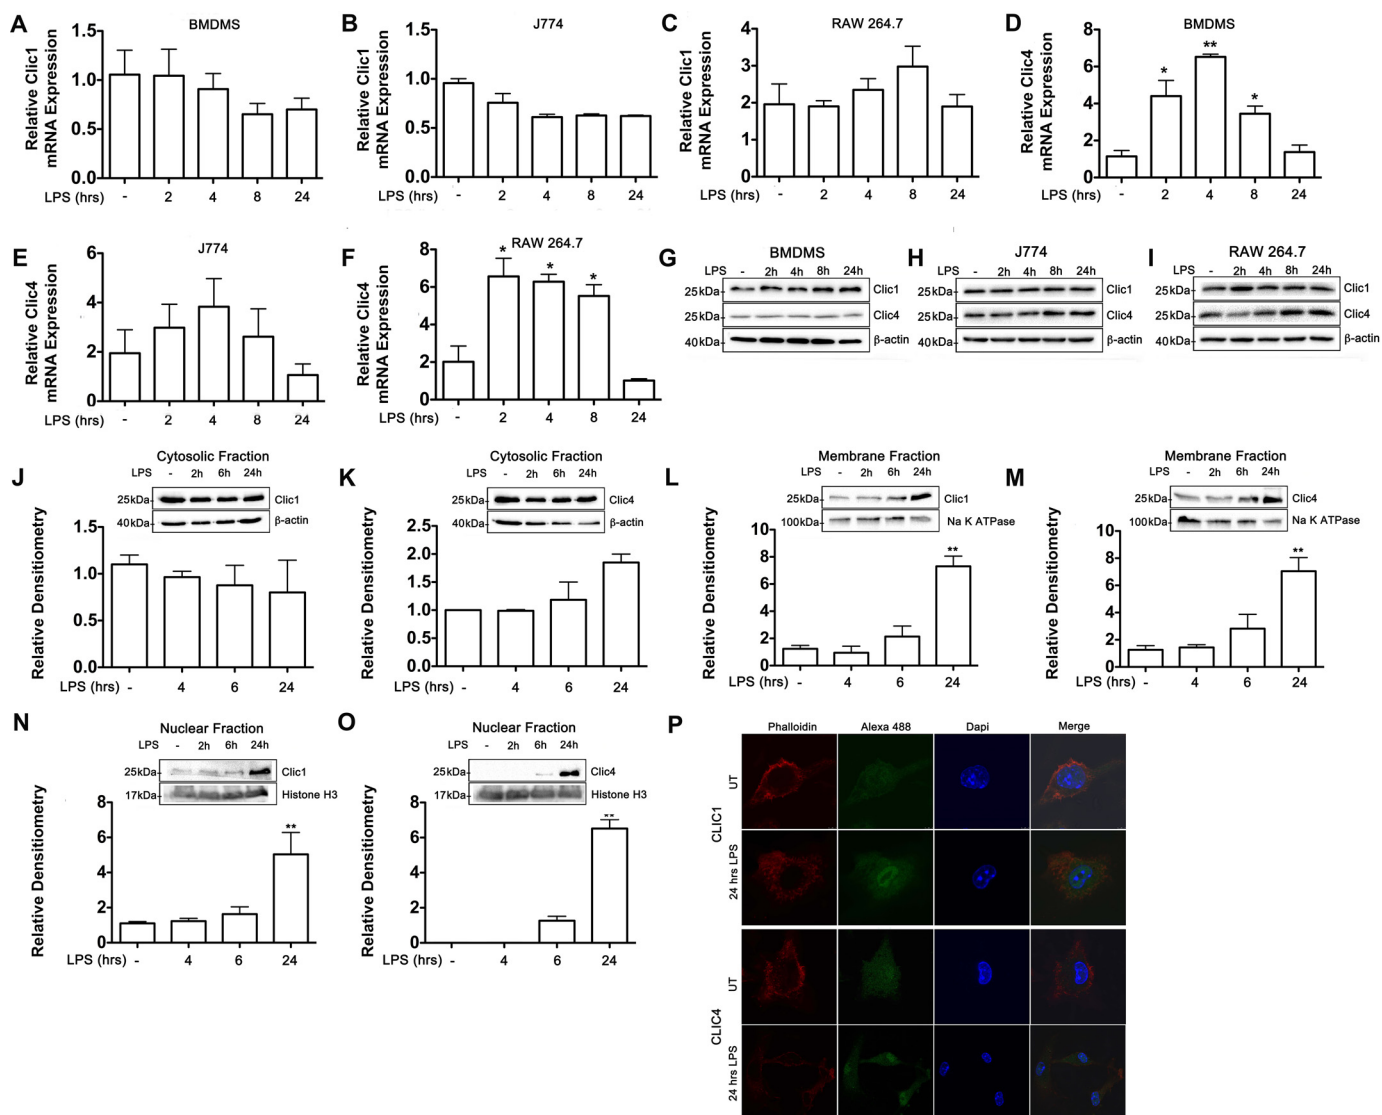 A
BMDMS
Relative Clic1
mRNA Expression
1.5
1.0
0.5
0.0
LPS (hrs) - 2 4 8 24
B
J774
Relative Clic1
mRNA Expression
1.5
1.0
0.5
0.0
LPS (hrs) - 2 4 8 24
C
RAW 264.7
Relative Clic1
mRNA Expression
4
3
2
1
0
LPS (hrs) - 2 4 8 24
D
BMDMS
Relative Clic4
mRNA Expression
8
6
4
2
0
* ** *
LPS (hrs) - 2 4 8 24
E
J774
Relative Clic4
mRNA Expression
6
4
2
0
LPS (hrs) - 2 4 8 24
F
RAW 264.7
Relative Clic4
mRNA Expression
8
6
4
2
0
* * *
LPS (hrs) - 2 4 8 24
G
BMDMS
LPS - 2h 4h 8h 24h
25kDa Clic1
25kDa Clic4
40kDa β-actin
H
J774
LPS - 2h 4h 8h 24h
25kDa Clic1
25kDa Clic4
40kDa β-actin
I
RAW 264.7
LPS - 2h 4h 8h 24h
25kDa Clic1
25kDa Clic4
40kDa β-actin
J
Cytosolic Fraction
LPS - 2h 6h 24h
25kDa Clic1
40kDa β-actin
Relative Densitiometry
1.5
1.0
0.5
0.0
LPS (hrs) - 4 6 24
K
Cytosolic Fraction
LPS - 2h 6h 24h
25kDa Clic4
40kDa β-actin
Relative Densitiometry
2.5
2.0
1.5
1.0
0.5
0.0
LPS (hrs) - 4 6 24
L
Membrane Fraction
LPS - 2h 6h 24h
25kDa Clic1
100kDa Na K ATPase
Relative Densitiometry
10
8
6
4
2
0
**
LPS (hrs) - 4 6 24
M
Membrane Fraction
LPS - 2h 6h 24h
25kDa Clic4
100kDa Na K ATPase
Relative Densitiometry
10
8
6
4
2
0
**
LPS (hrs) - 4 6 24
N
Nuclear Fraction
LPS - 2h 6h 24h
25kDa Clic1
17kDa Histone H3
Relative Densitiometry
8
6
4
2
0
**
LPS (hrs) - 4 6 24
O
Nuclear Fraction
LPS - 2h 6h 24h
25kDa Clic4
17kDa Histone H3
Relative Densitiometry
8
6
4
2
0
**
LPS (hrs) - 4 6 24
P
Phalloidin Alexa 488 Dapi Merge
CLIC1
UT
24 hrs LPS
CLIC4
UT
24 hrs LPS